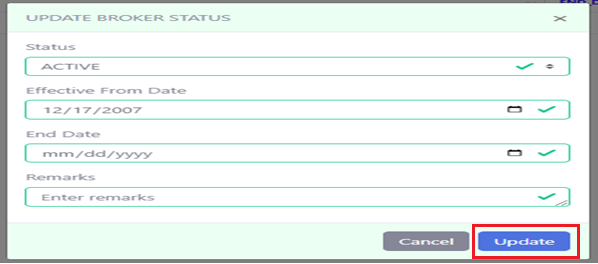 UPDATE BROKER STATUS
Status
ACTIVE
Effective From Date
12/17/2007
End Date
mm/dd/yyyy
Remarks
Enter remarks
Cancel Update